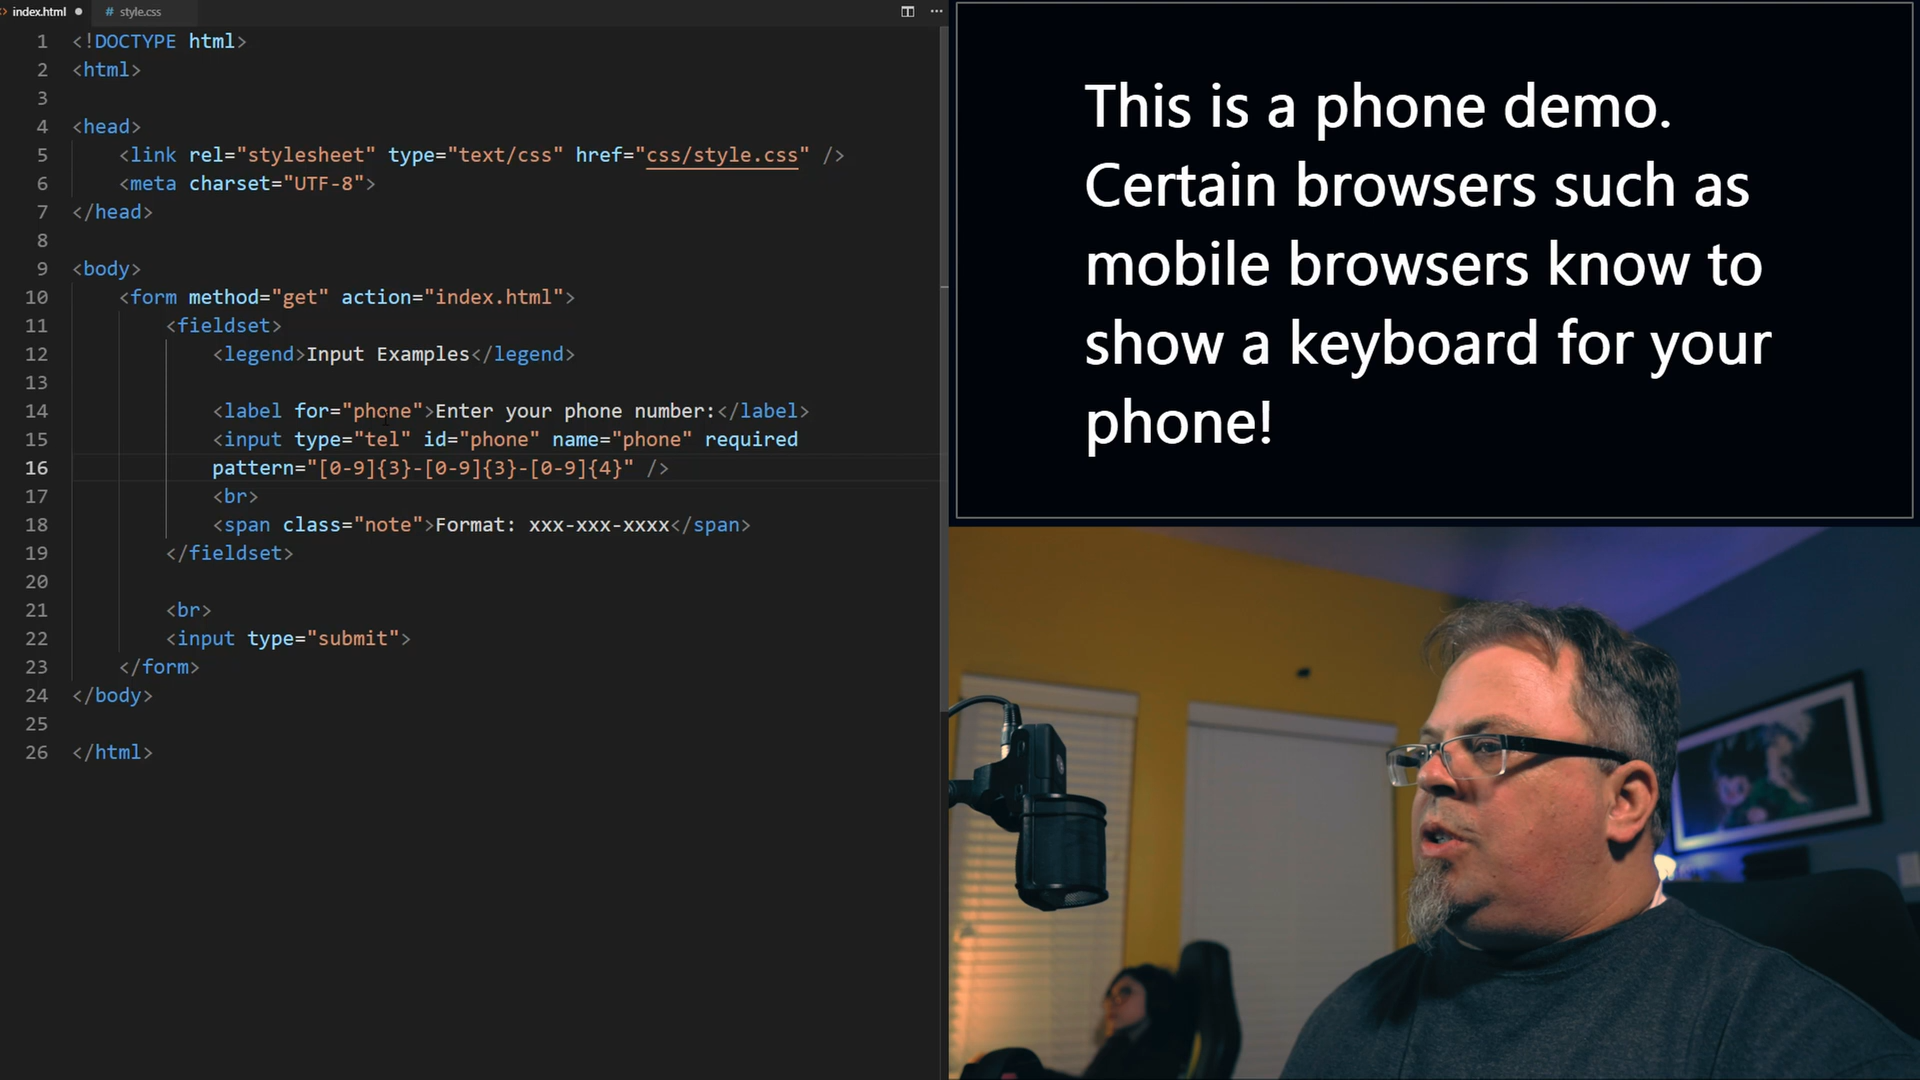 index.html
# style.css
1 <!DOCTYPE html>
2 <html>
3
4 <head>
5 <link rel="stylesheet" type="text/css" href="css/style.css" />
6 <meta charset="UTF-8">
7 </head>
8
9 <body>
10 <form method="get" action="index.html">
11 <fieldset>
12 <legend>Input Examples</legend>
13
14 <label for="phone">Enter your phone number:</label>
15 <input type="tel" id="phone" name="phone" required
16 pattern="[0-9]{3}-[0-9]{3}-[0-9]{4}" />
17 <br>
18 <span class="note">Format: xxx-xxx-xxxx</span>
19 </fieldset>
20
21 <br>
22 <input type="submit">
23 </form>
24 </body>
25
26 </html>
This is a phone demo.
Certain browsers such as
mobile browsers know to
show a keyboard for your
phone!